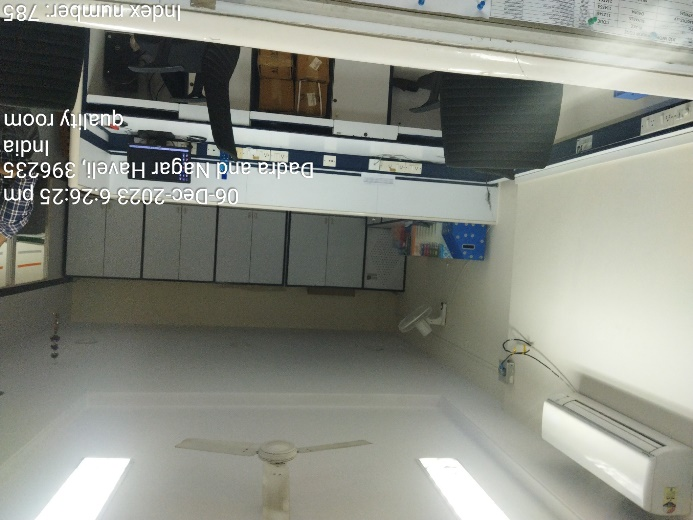 06-Dec-2023 6:26:25 pm
Dadra and Nagar Haveli, 396235
India
quality room
Index number: 785